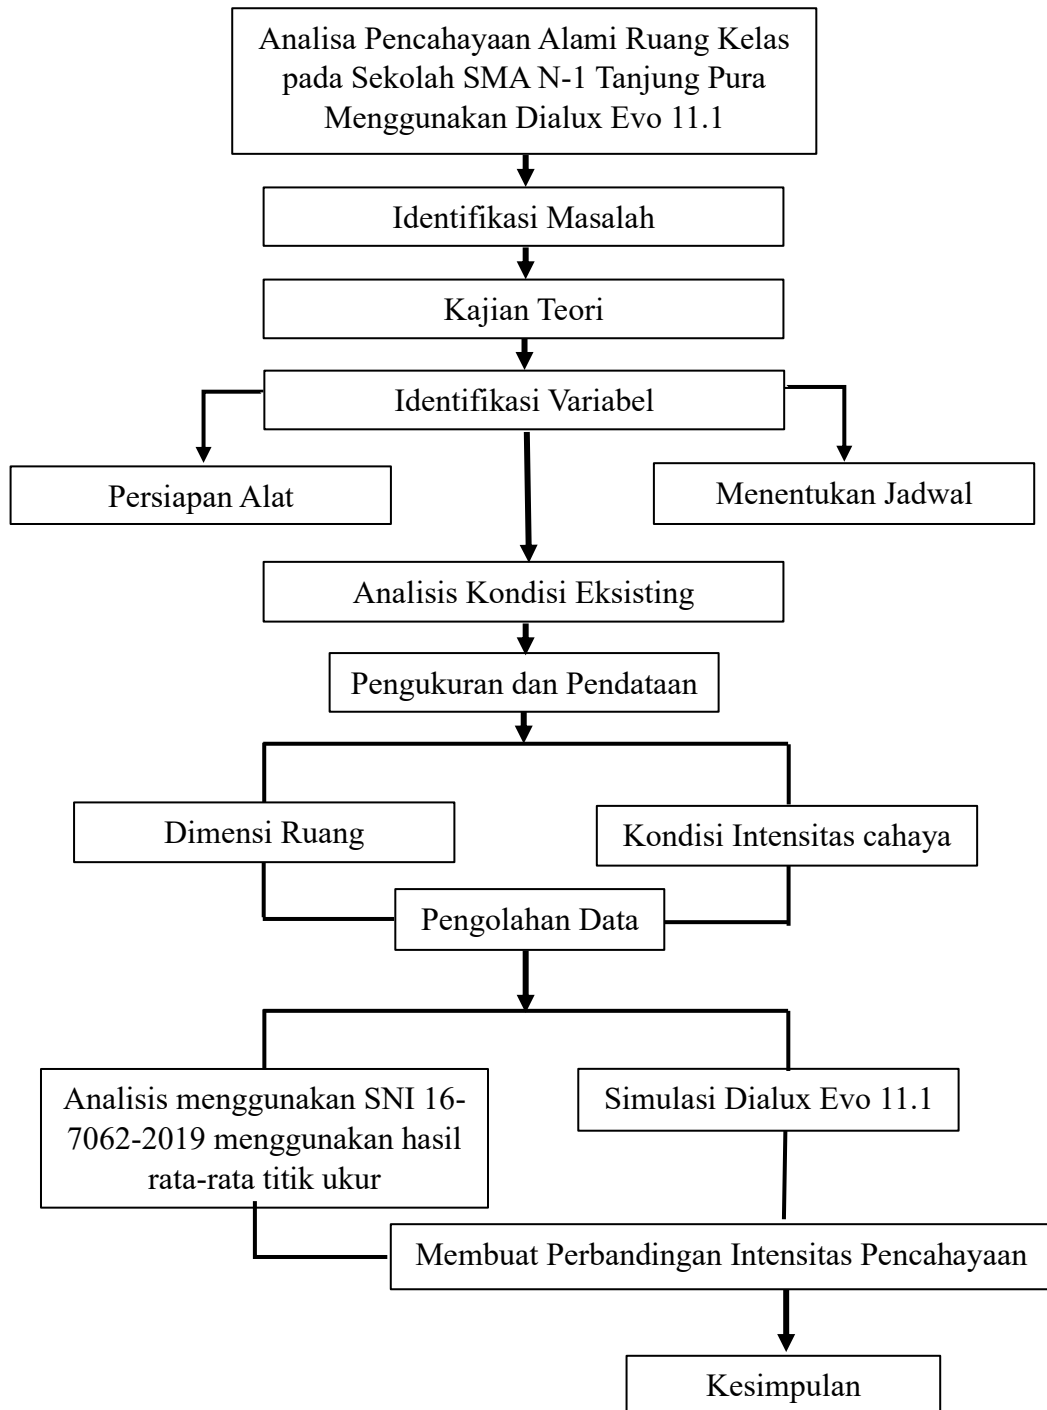 Analisa Pencahayaan Alami Ruang Kelas
pada Sekolah SMA N-1 Tanjung Pura
Menggunakan Dialux Evo 11.1
Identifikasi Masalah
Kajian Teori
Identifikasi Variabel
Persiapan Alat
Menentukan Jadwal
Analisis Kondisi Eksisting
Pengukuran dan Pendataan
Dimensi Ruang
Kondisi Intensitas cahaya
Pengolahan Data
Analisis menggunakan SNI 16-
7062-2019 menggunakan hasil
rata-rata titik ukur
Simulasi Dialux Evo 11.1
Membuat Perbandingan Intensitas Pencahayaan
Kesimpulan